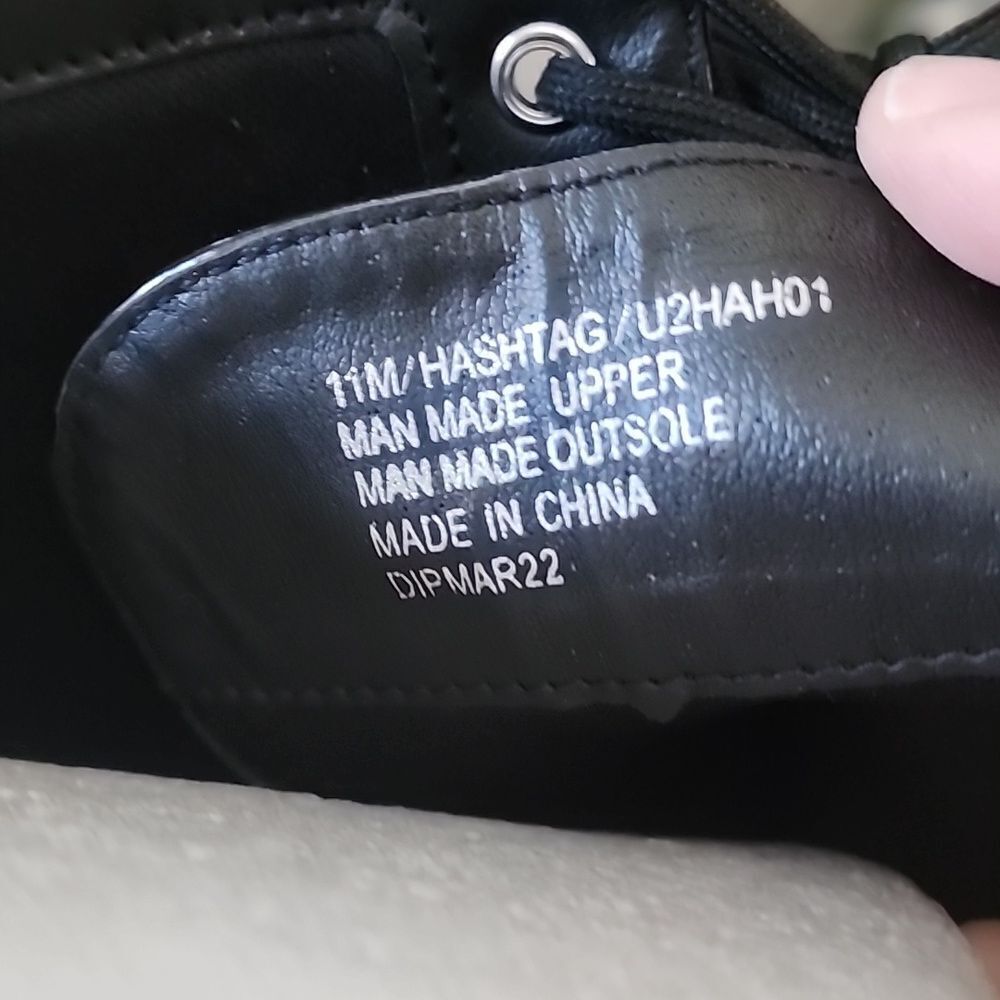 11M/HASHTAG/U2HAH01
MAN MADE UPPER
MAN MADE OUTSOLE
MADE IN CHINA
DIPMAR22